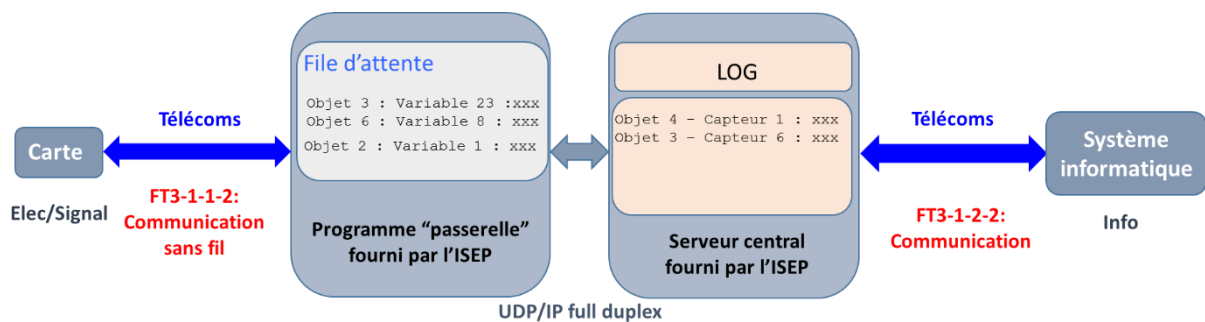 Carte
Elec/Signal
Télécoms
FT3-1-1-2:
Communication
sans fil
File d'attente
Objet 3 : Variable 23 :xxx
Objet 6 : Variable 8 : xxx
Objet 2 : Variable 1 : xxx
Programme “passerelle”
fourni par l'ISEP
UDP/IP full duplex
LOG
Objet 4 – Capteur 1 : xxx
Objet 3 – Capteur 6 : xxx
Serveur central
fourni par l'ISEP
Télécoms
FT3-1-2-2:
Communication
Système
informatique
Info